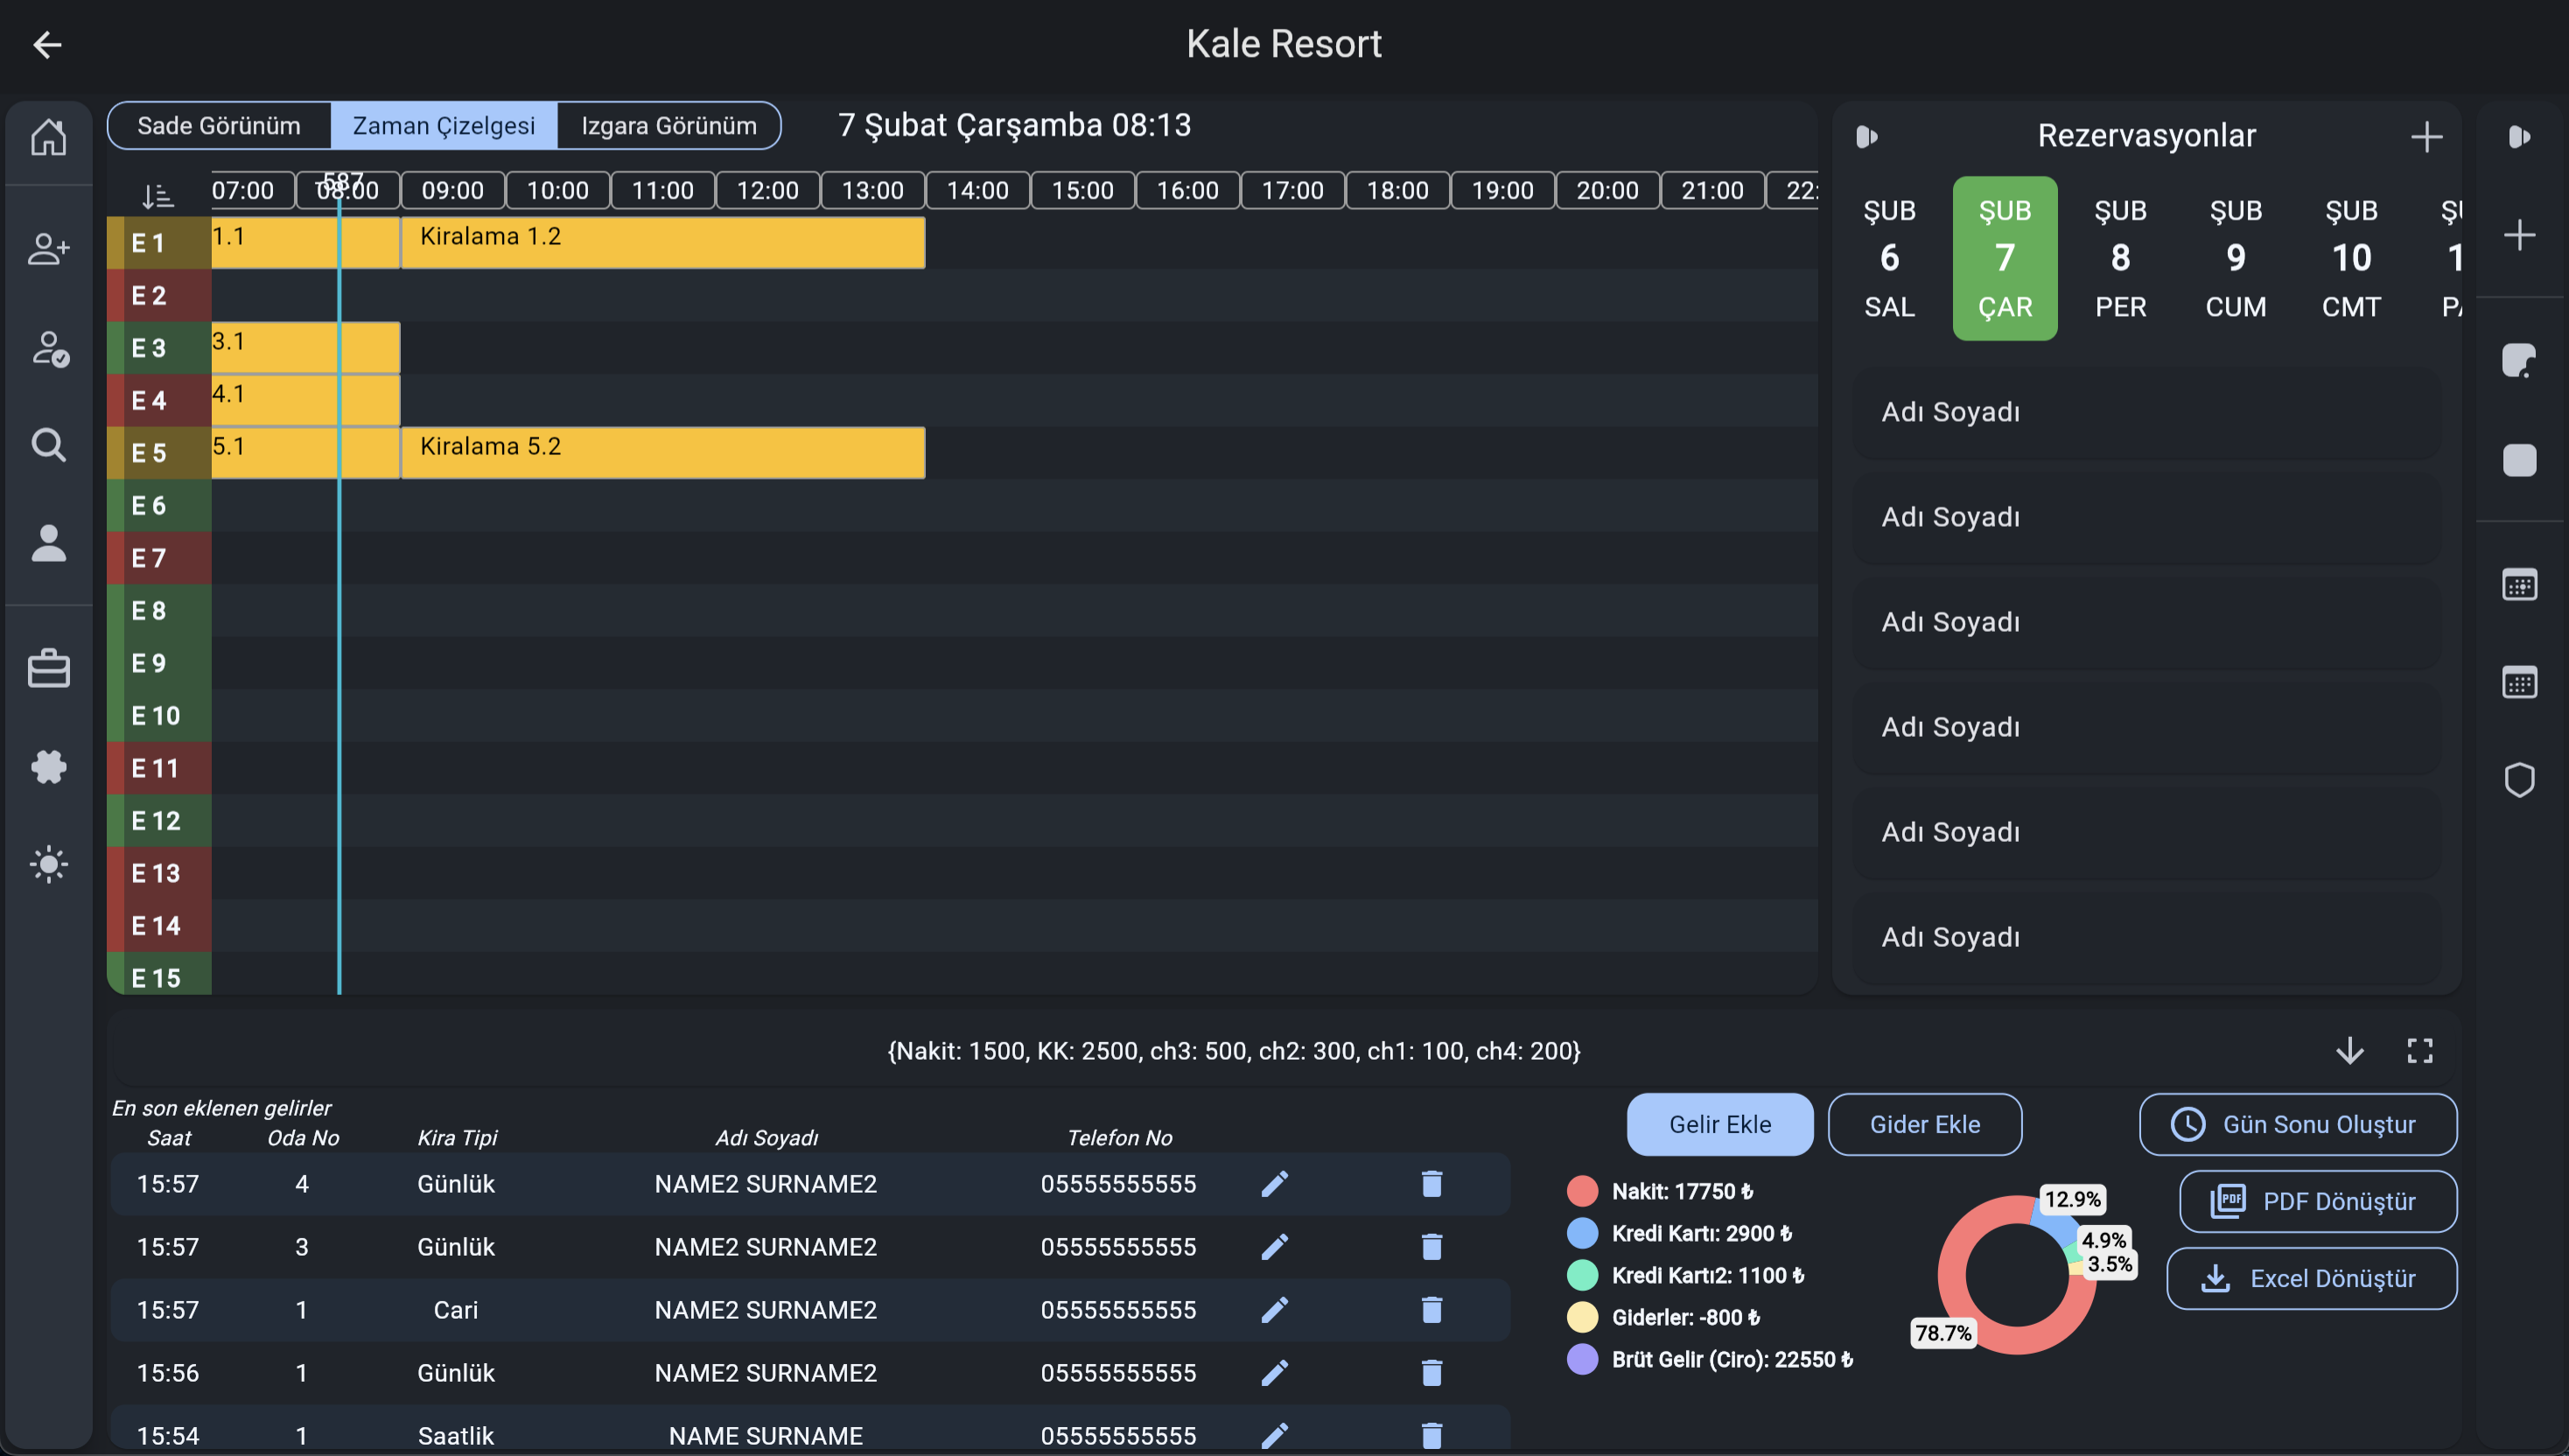 Kale Resort
Sade Görünüm Zaman Çizelgesi Izgara Görünüm 7 Şubat Çarşamba 08:13
07:00 08:00 587 09:00 10:00 11:00 12:00 13:00 14:00 15:00 16:00 17:00 18:00 19:00 20:00 21:00 22:
E 1 1.1 Kiralama 1.2
E 2
E 3 3.1
E 4 4.1
E 5 5.1 Kiralama 5.2
E 6
E 7
E 8
E 9
E 10
E 11
E 12
E 13
E 14
E 15
Rezervasyonlar
ŞUB ŞUB ŞUB ŞUB ŞUB
6 7 8 9 10 1
SAL ÇAR PER CUM CMT
Adı Soyadı
Adı Soyadı
Adı Soyadı
Adı Soyadı
Adı Soyadı
Adı Soyadı
{Nakit: 1500, KK: 2500, ch3: 500, ch2: 300, ch1: 100, ch4: 200}
En son eklenen gelirler
Saat Oda No Kira Tipi Adı Soyadı Telefon No
15:57 4 Günlük NAME2 SURNAME2 05555555555
15:57 3 Günlük NAME2 SURNAME2 05555555555
15:57 1 Cari NAME2 SURNAME2 05555555555
15:56 1 Günlük NAME2 SURNAME2 05555555555
15:54 1 Saatlik NAME SURNAME 05555555555
Gelir Ekle Gider Ekle
Nakit: 17750 ₺
Kredi Kartı: 2900 ₺
Kredi Kartı2: 1100 ₺
Giderler: -800 ₺
Brüt Gelir (Ciro): 22550 ₺
12.9%
4.9%
3.5%
78.7%
Gün Sonu Oluştur
PDF PDF Dönüştür
Excel Dönüştür